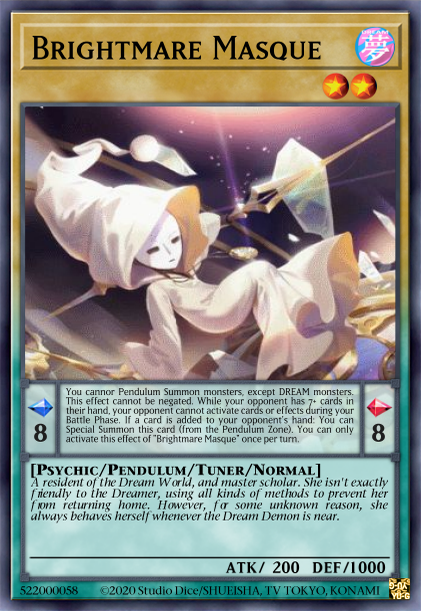 Brightmare Masque
DREAM
夢
You cannot Pendulum Summon monsters, except DREAM monsters.
This effect cannot be negated. While your opponent has 7+ cards in
their hand, your opponent cannot activate cards or effects during your
Battle Phase. If a card is added to your opponent's hand: You can
Special Summon this card (from the Pendulum Zone). You can only
activate this effect of "Brightmare Masque" once per turn.
8
8
[Psychic/Pendulum/Tuner/Normal]
A resident of the Dream World, and master scholar. She isn't exactly
friendly to the Dreamer, using all kinds of methods to prevent her
from returning home. However, for some unknown reason, she
always behaves herself whenever the Dream Demon is near.
ATK/ 200 DEF/1000
522000058
©2020 Studio Dice/SHUEISHA, TV TOKYO, KONAMI